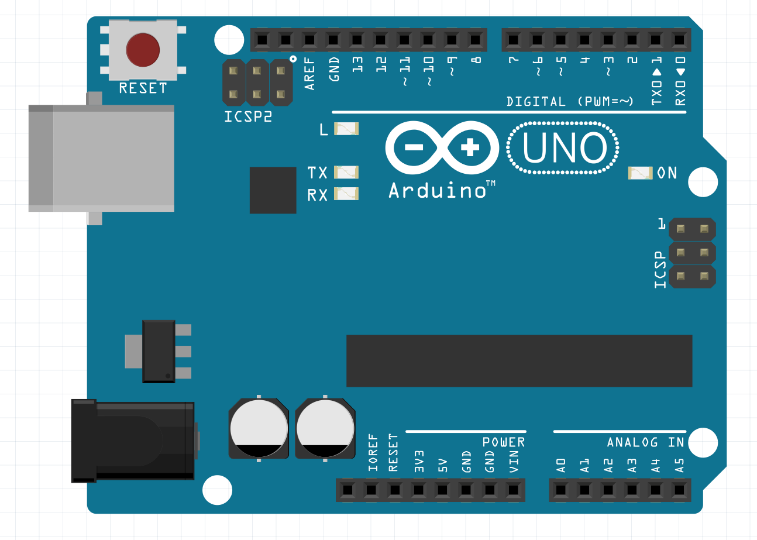 RESET
ICSP2
AREF
GND
13
12
~11
~10
~9
8
7
~6
~5
4
~3
2
TX0▶1
RX0◀0
DIGITAL (PWM=~)
L
TX
RX
Arduino™
UNO
ON
1
ICSP
POWER
IOREF
RESET
3V3
5V
GND
GND
VIN
ANALOG IN
A0
A1
A2
A3
A4
A5